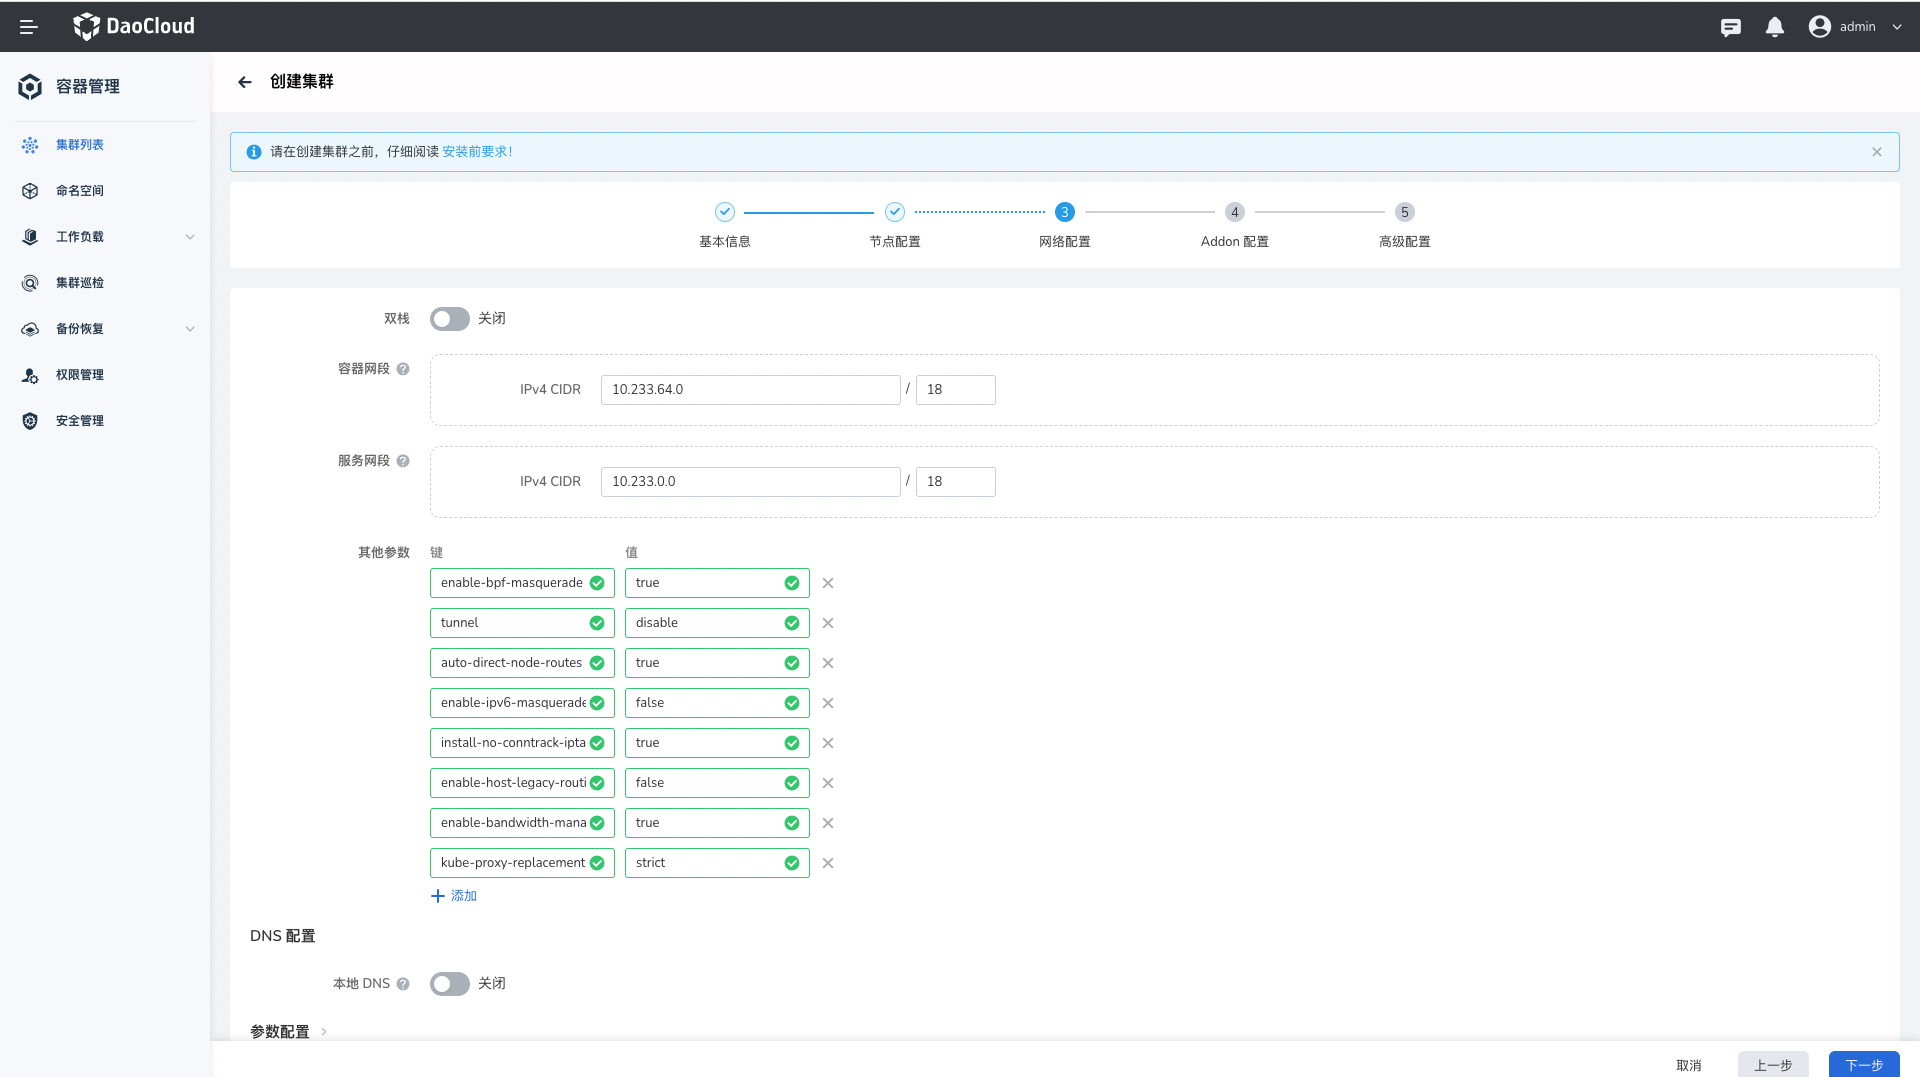 DaoCloud
admin
容器管理
集群列表
命名空间
工作负载
集群巡检
备份恢复
权限管理
安全管理
创建集群
请在创建集群之前，仔细阅读 安装前要求！
3
4
5
基本信息
节点配置
网络配置
Addon 配置
高级配置
双栈
关闭
容器网段
IPv4 CIDR
10.233.64.0
/
18
服务网段
IPv4 CIDR
10.233.0.0
/
18
其他参数
键
值
enable-bpf-masquerade
true
tunnel
disable
auto-direct-node-routes
true
enable-ipv6-masquerade
false
install-no-conntrack-ipta
true
enable-host-legacy-routi
false
enable-bandwidth-mana
true
kube-proxy-replacement
strict
添加
DNS 配置
本地 DNS
关闭
参数配置
取消
上一步
下一步